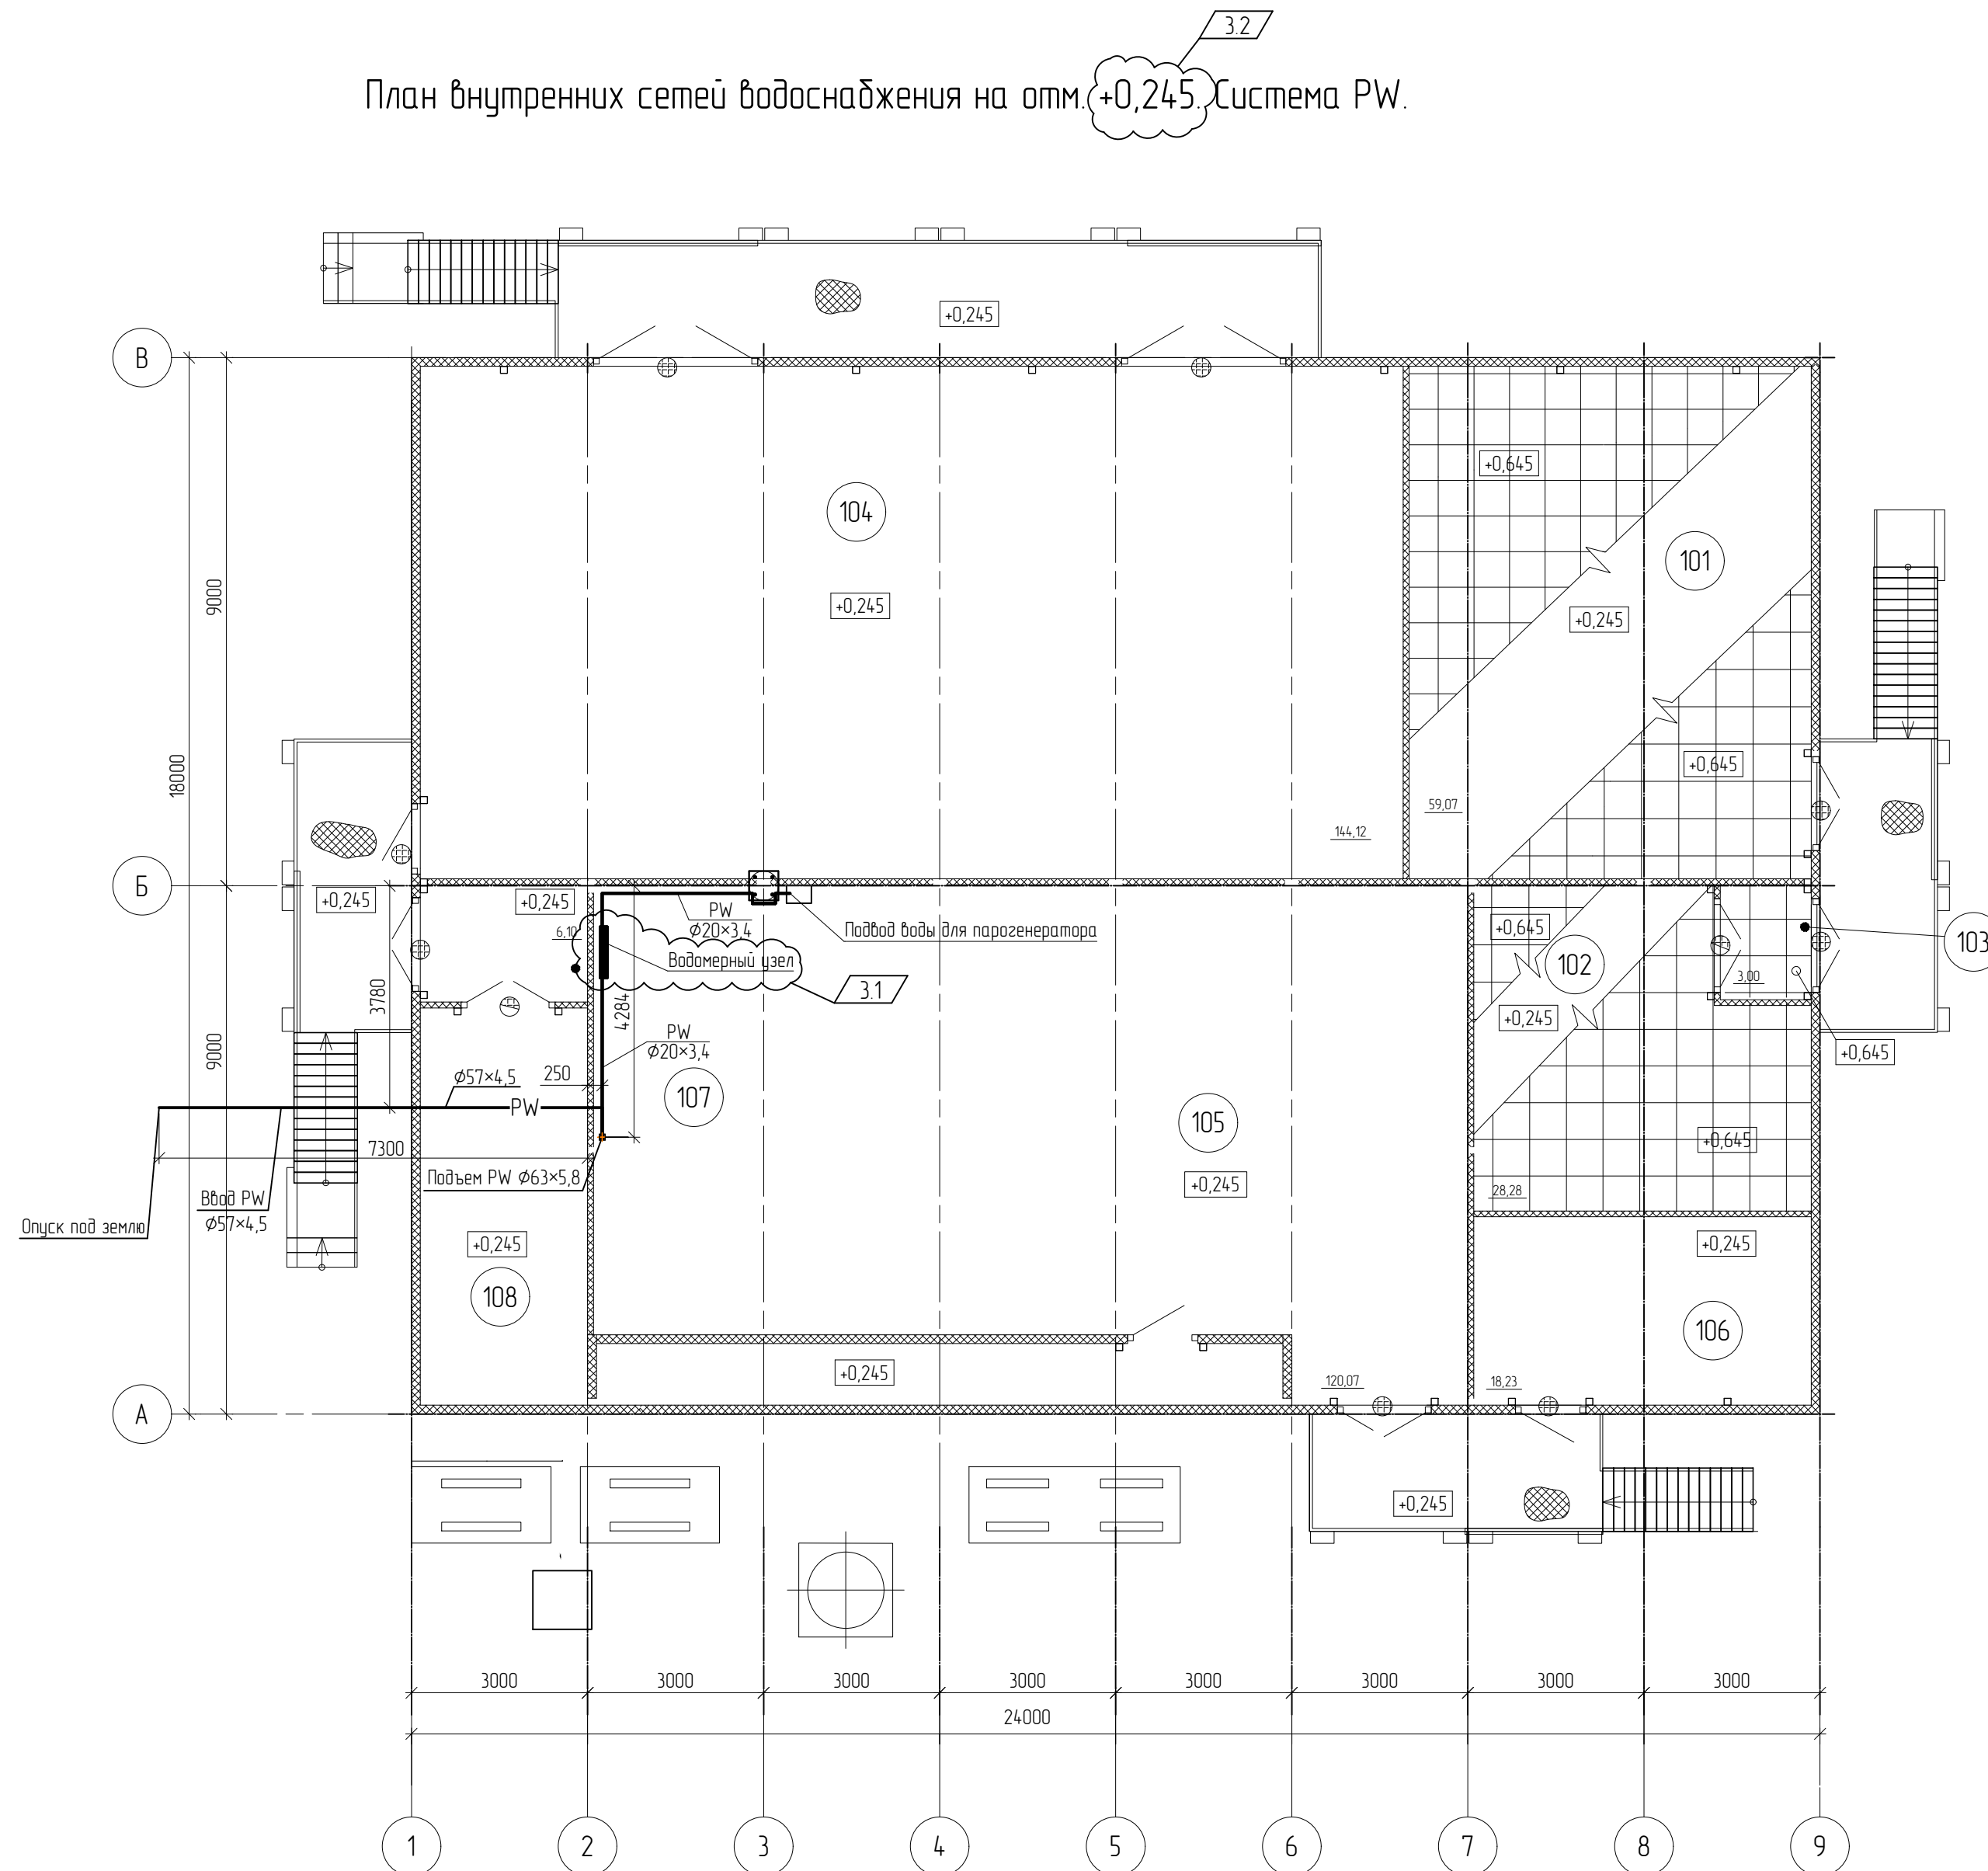 3.2
План внутренних сетей водоснабжения на отм. +0,245. Система PW.
+0,245
В
104
+0,645
101
9000
+0,245
+0,245
18000
+0,645
59,07
144,12
Б
+0,245
+0,245
PW
Ø20×3,4
Подвод воды для парогенератора
+0,645
6,10
Водомерный узел
102
103
3,00
3.1
3780
4284
+0,245
PW
Ø20×3,4
9000
+0,645
Ø57×4,5
250
107
PW
105
+0,645
7300
Подъем PW Ø63×5,8
+0,245
28,28
Ввод PW
Ø57×4,5
Опуск под землю
+0,245
+0,245
108
106
+0,245
120,07
18,23
А
+0,245
3000 3000 3000 3000 3000 3000 3000 3000
24000
1 2 3 4 5 6 7 8 9